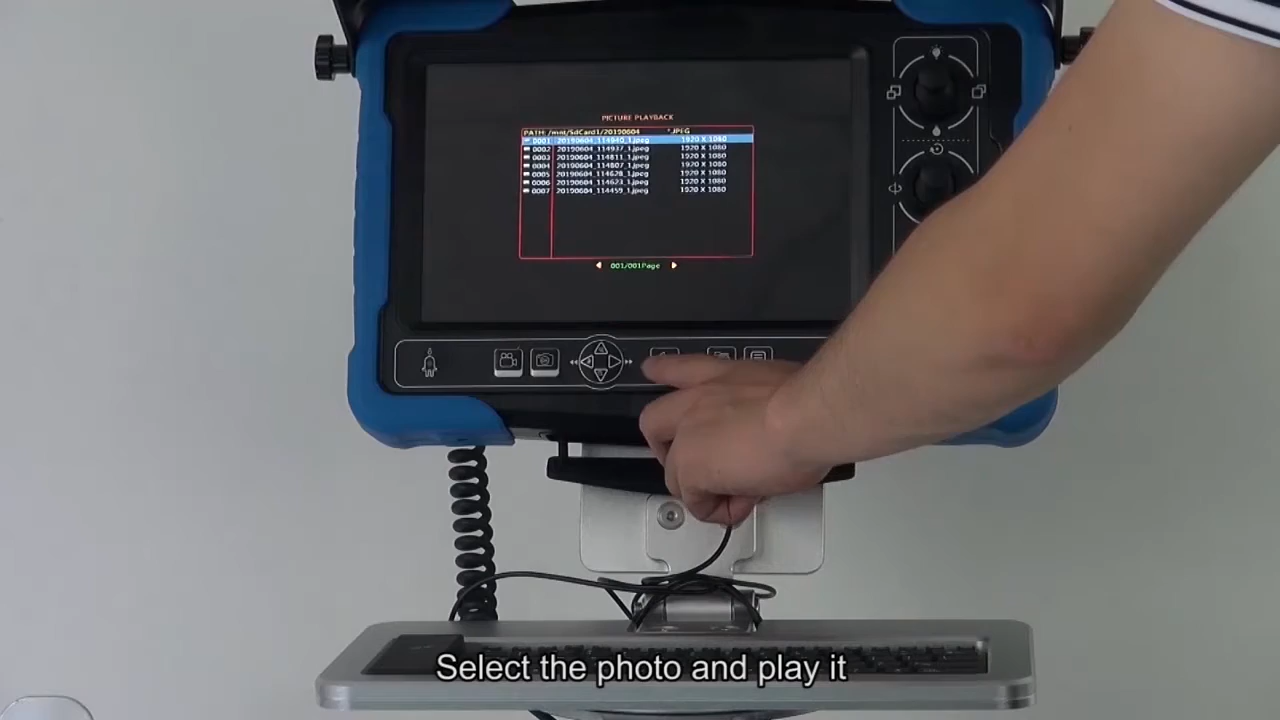 PICTURE PLAYBACK
PATH: /mnt/SdCard1/20190604 *.JPEG
0001 20190604_114940_1.jpeg 1920 X 1080
0002 20190604_114937_1.jpeg 1920 X 1080
0003 20190604_114811_1.jpeg 1920 X 1080
0004 20190604_114807_1.jpeg 1920 X 1080
0005 20190604_114628_1.jpeg 1920 X 1080
0006 20190604_114623_1.jpeg 1920 X 1080
0007 20190604_114459_1.jpeg 1920 X 1080
001/001Page
Select the photo and play it